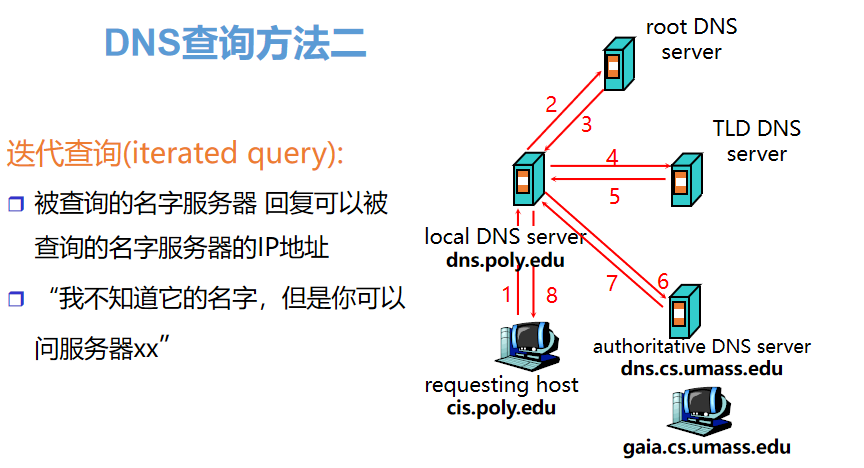 DNS查询方法二
迭代查询(iterated query):
被查询的名字服务器 回复可以被
查询的名字服务器的IP地址
“我不知道它的名字，但是你可以
问服务器xx”
root DNS
server
2
3
TLD DNS
server
4
5
local DNS server
dns.poly.edu
1
8
7
6
authoritative DNS server
dns.cs.umass.edu
requesting host
cis.poly.edu
gaia.cs.umass.edu